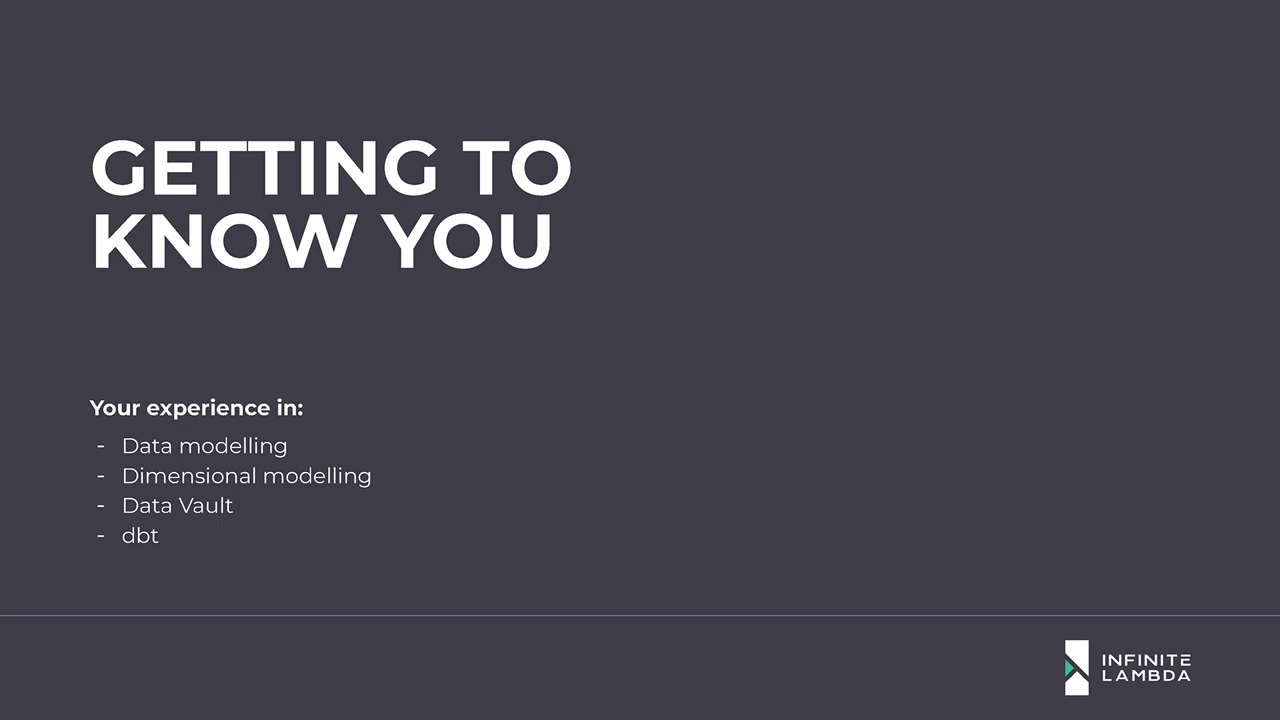 GETTING TO
KNOW YOU
Your experience in:
- Data modelling
- Dimensional modelling
- Data Vault
- dbt
INFINITE
LAMBDA